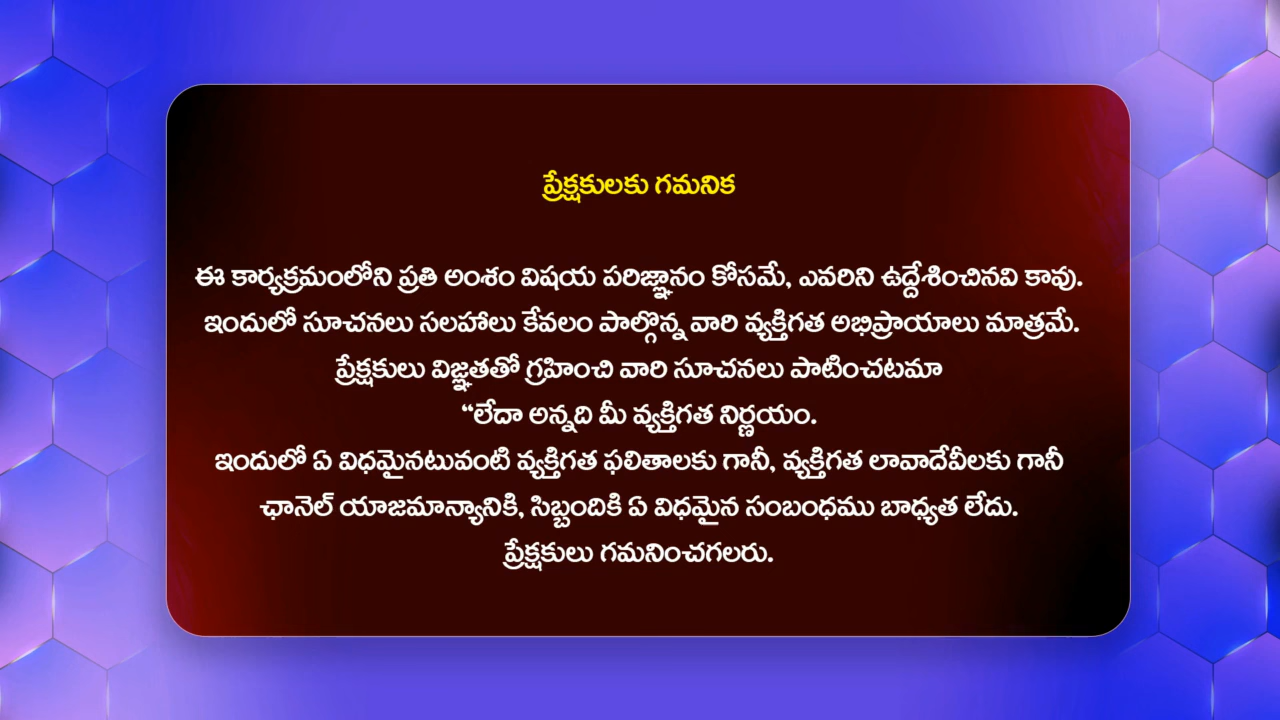 ప్రేక్షకులకు గమనిక
ఈ కార్యక్రమంలోని ప్రతి అంశం విషయ పరిజ్ఞానం కోసమే, ఎవరిని ఉద్దేశించినవి కావు.
ఇందులో సూచనలు సలహాలు కేవలం పాల్గొన్న వారి వ్యక్తిగత అభిప్రాయాలు మాత్రమే.
ప్రేక్షకులు విజ్ఞతతో గ్రహించి వారి సూచనలు పాటించటమా
“లేదా అన్నది మీ వ్యక్తిగత నిర్ణయం.
ఇందులో ఏ విధమైనటువంటి వ్యక్తిగత ఫలితాలకు గానీ, వ్యక్తిగత లావాదేవీలకు గానీ
ఛానెల్ యాజమాన్యానికి, సిబ్బందికి ఏ విధమైన సంబంధము బాధ్యత లేదు.
ప్రేక్షకులు గమనించగలరు.